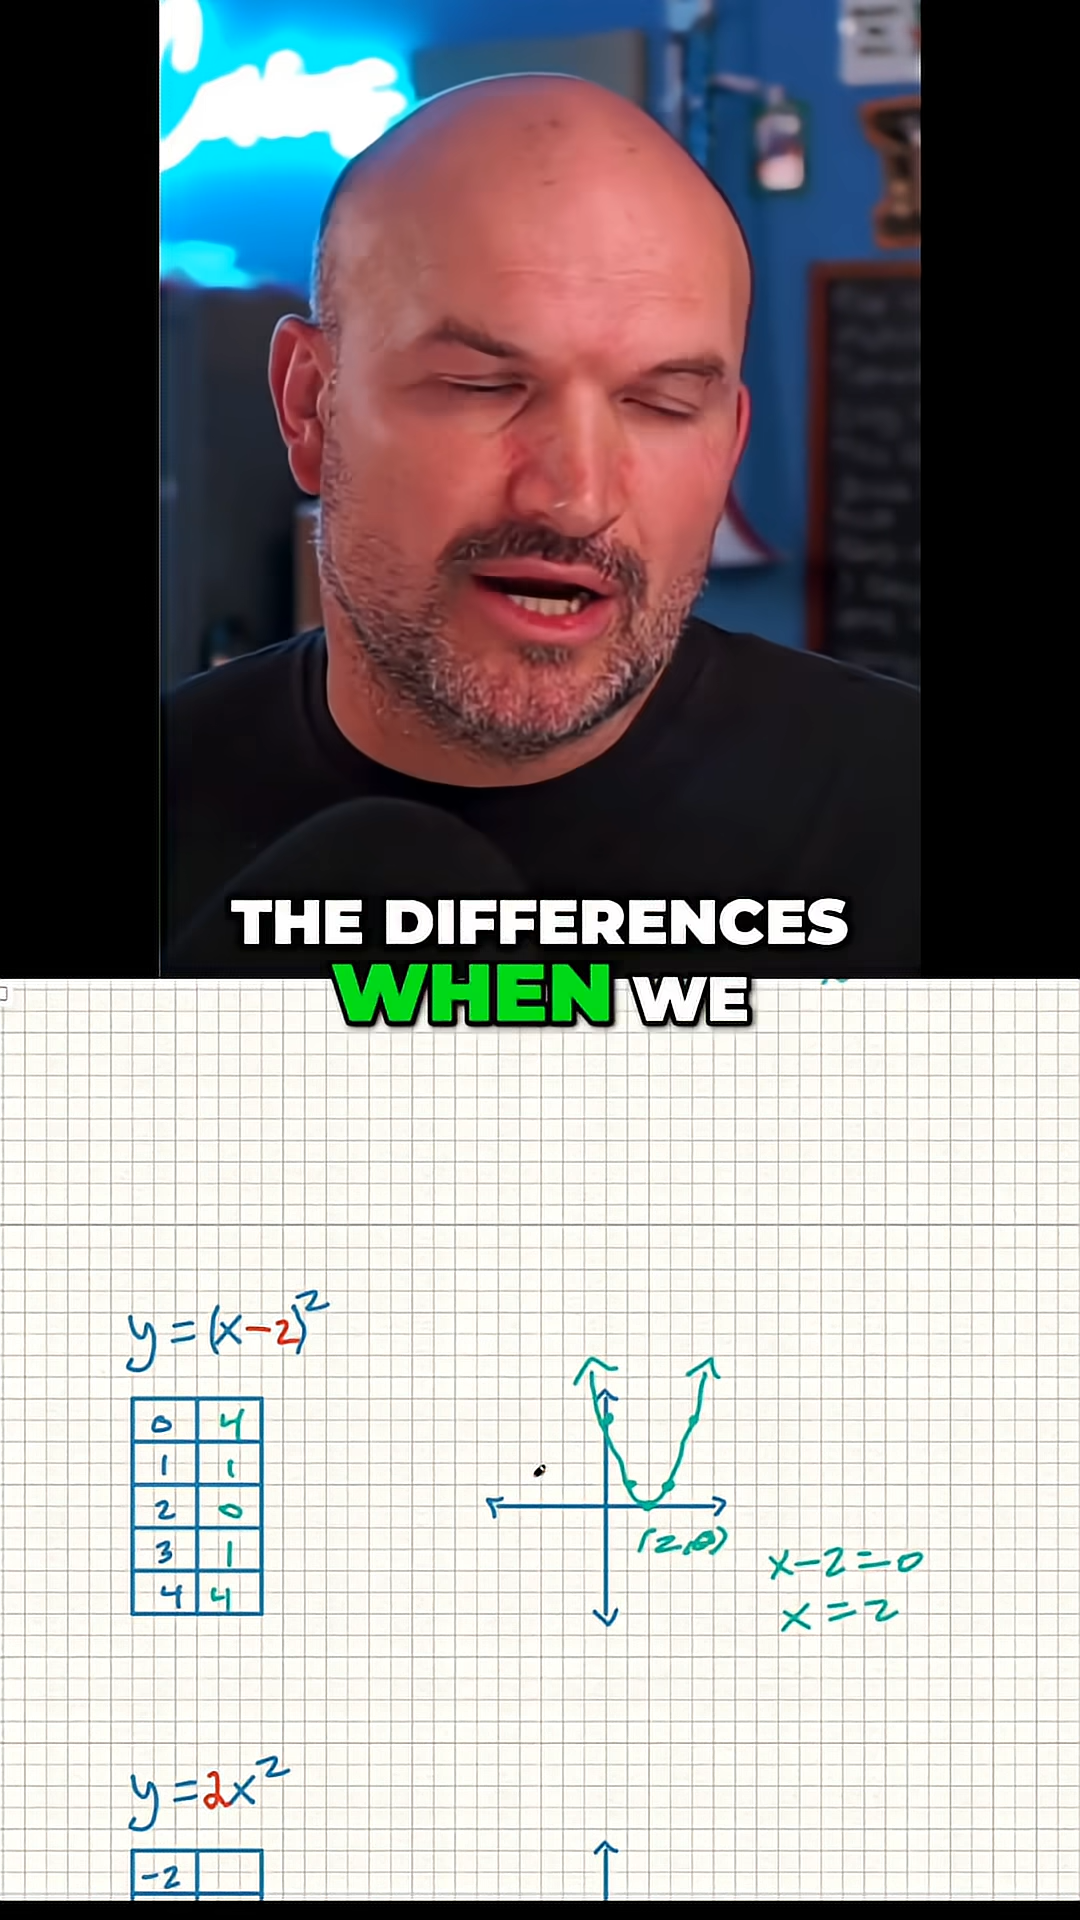 THE DIFFERENCES
WHEN WE
y=(x-2)²
0 4
1 1
2 0
3 1
4 4
(2,0)
x-2=0
x=2
y=2x²
-2